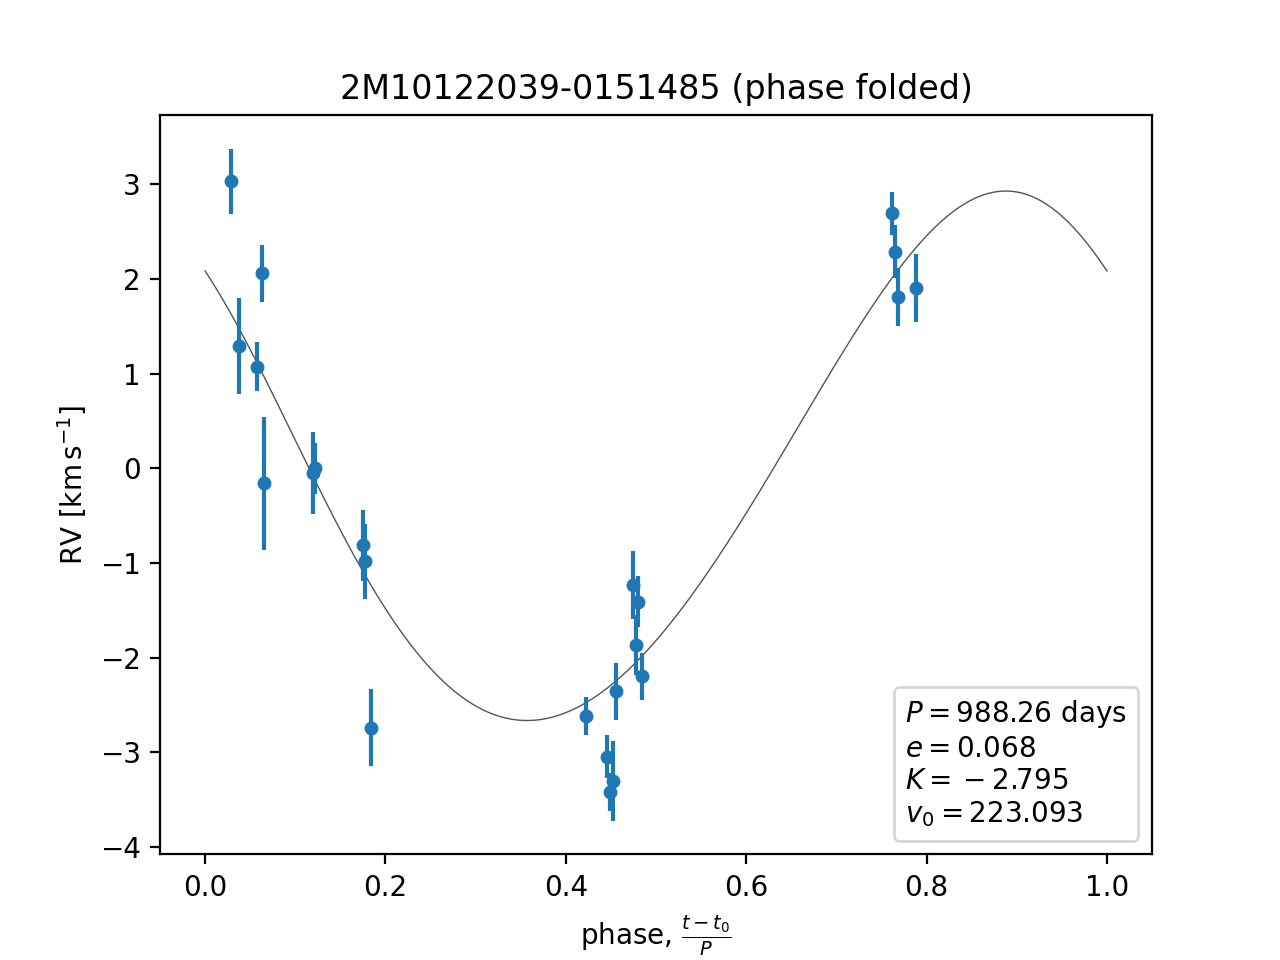 2M10122039-0151485 (phase folded)
RV [km s⁻¹]
3
2
1
0
−1
−2
−3
−4
P = 988.26 days
e = 0.068
K = −2.795
v₀ = 223.093
0.0 0.2 0.4 0.6 0.8 1.0
phase, (t − t₀)/P